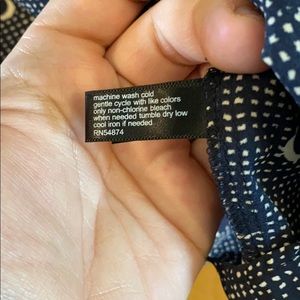 machine wash cold
gentle cycle with like colors
only non-chlorine bleach
when needed tumble dry low
cool iron if needed
RN54874